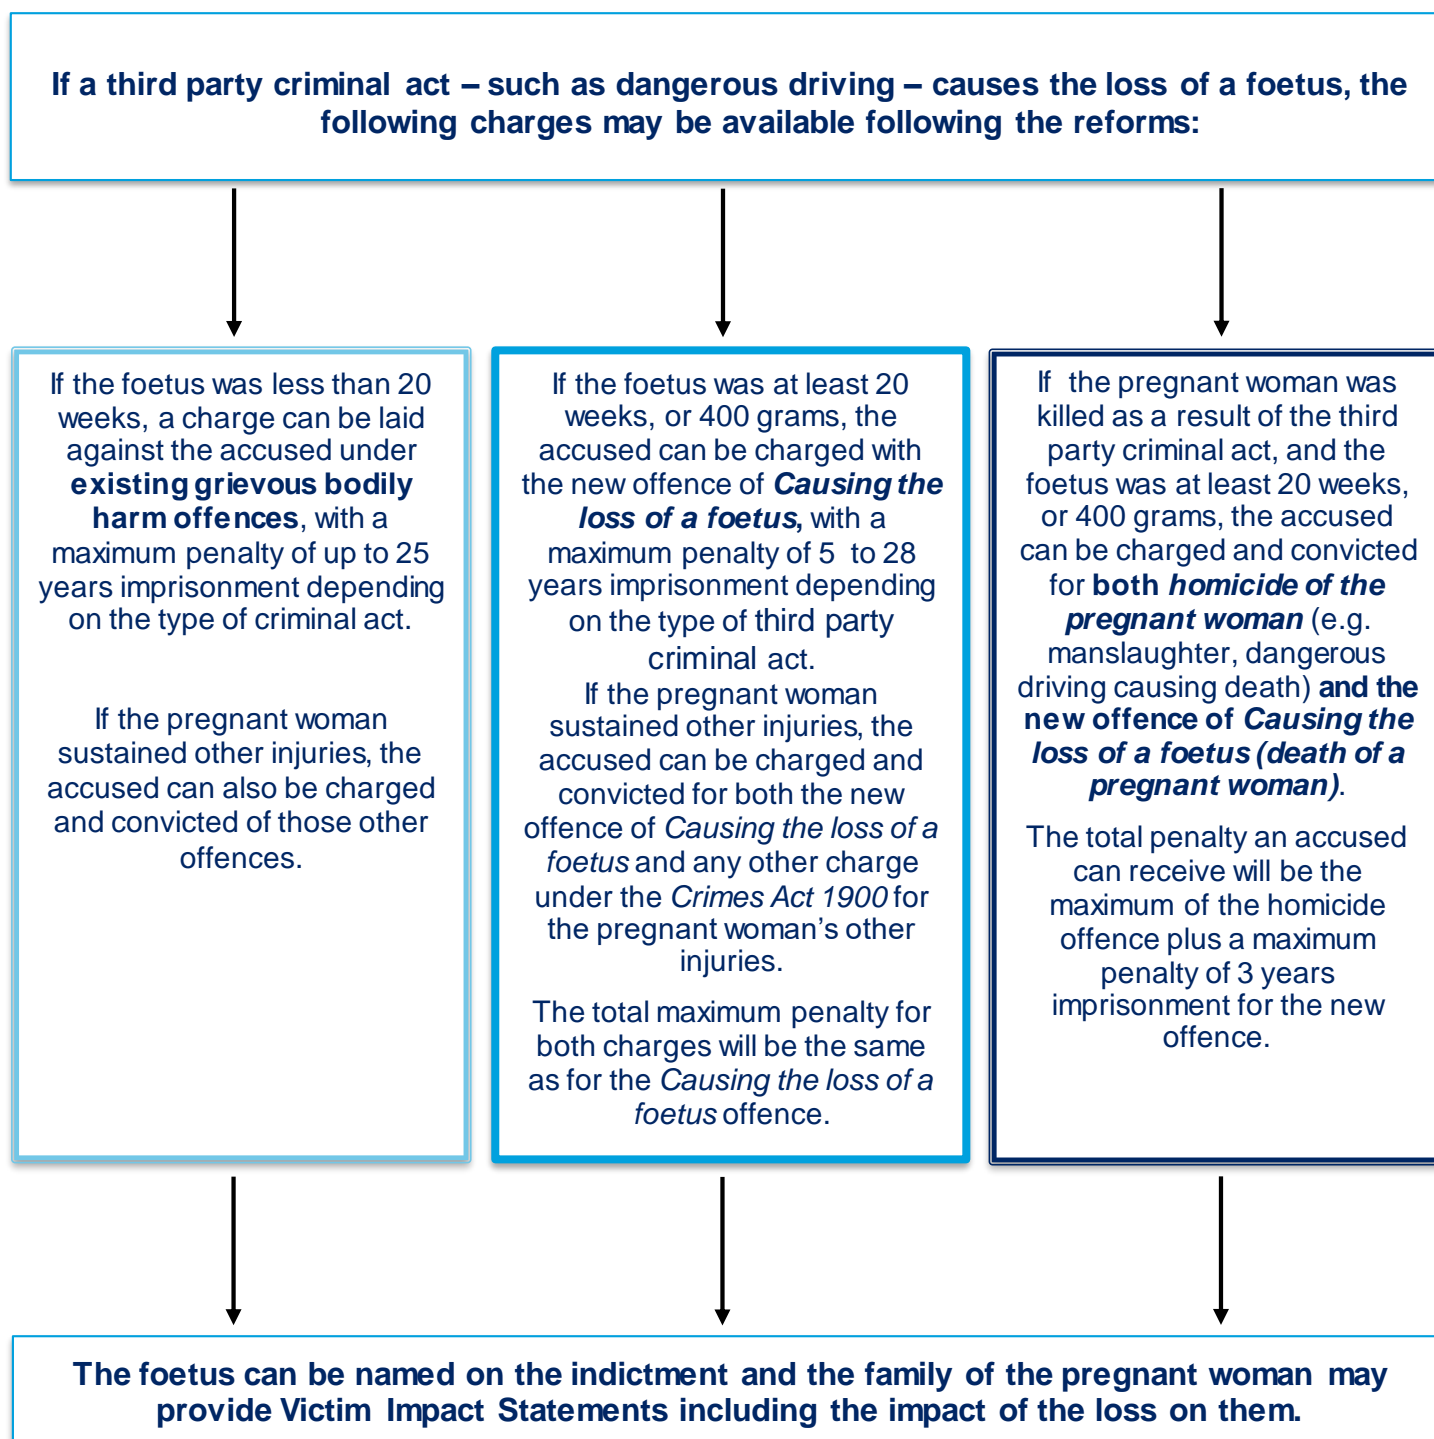 If a third party criminal act – such as dangerous driving – causes the loss of a foetus, the
following charges may be available following the reforms:
If the foetus was less than 20
weeks, a charge can be laid
against the accused under
existing grievous bodily
harm offences, with a
maximum penalty of up to 25
years imprisonment depending
on the type of criminal act.
If the pregnant woman
sustained other injuries, the
accused can also be charged
and convicted of those other
offences.
If the foetus was at least 20
weeks, or 400 grams, the
accused can be charged with
the new offence of Causing the
loss of a foetus, with a
maximum penalty of 5 to 28
years imprisonment depending
on the type of third party
criminal act.
If the pregnant woman
sustained other injuries, the
accused can be charged and
convicted for both the new
offence of Causing the loss of a
foetus and any other charge
under the Crimes Act 1900 for
the pregnant woman’s other
injuries.
The total maximum penalty for
both charges will be the same
as for the Causing the loss of a
foetus offence.
If the pregnant woman was
killed as a result of the third
party criminal act, and the
foetus was at least 20 weeks,
or 400 grams, the accused
can be charged and convicted
for both homicide of the
pregnant woman (e.g.
manslaughter, dangerous
driving causing death) and the
new offence of Causing the
loss of a foetus (death of a
pregnant woman).
The total penalty an accused
can receive will be the
maximum of the homicide
offence plus a maximum
penalty of 3 years
imprisonment for the new
offence.
The foetus can be named on the indictment and the family of the pregnant woman may
provide Victim Impact Statements including the impact of the loss on them.